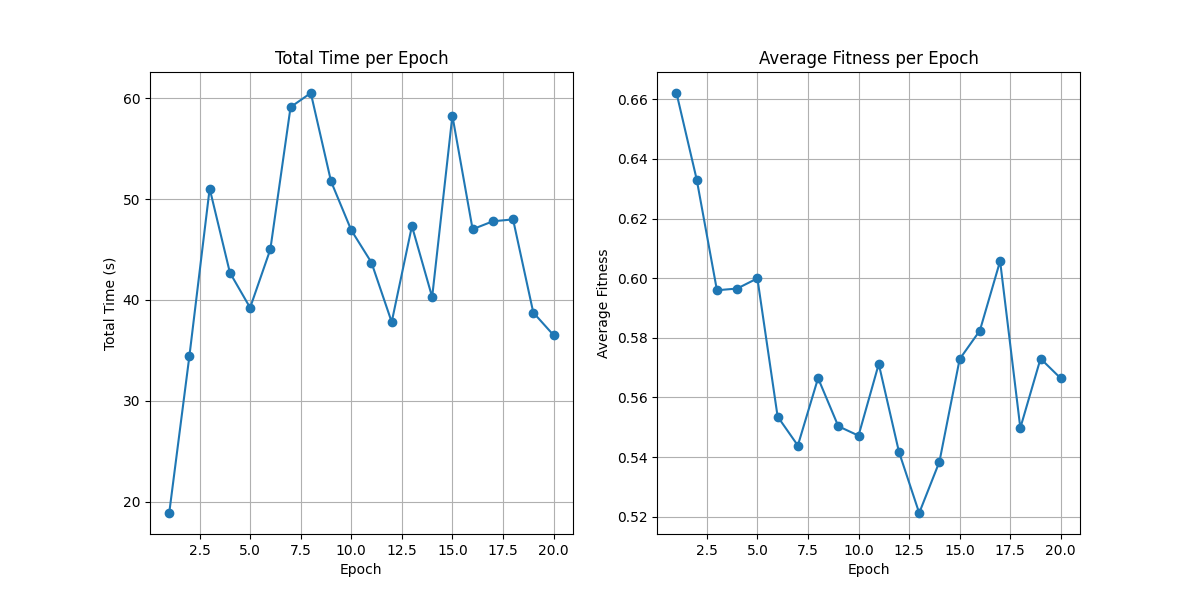 Total Time per Epoch
Total Time (s)
60
50
40
30
20
2.5 5.0 7.5 10.0 12.5 15.0 17.5 20.0
Epoch
Average Fitness per Epoch
Average Fitness
0.66
0.64
0.62
0.60
0.58
0.56
0.54
0.52
2.5 5.0 7.5 10.0 12.5 15.0 17.5 20.0
Epoch